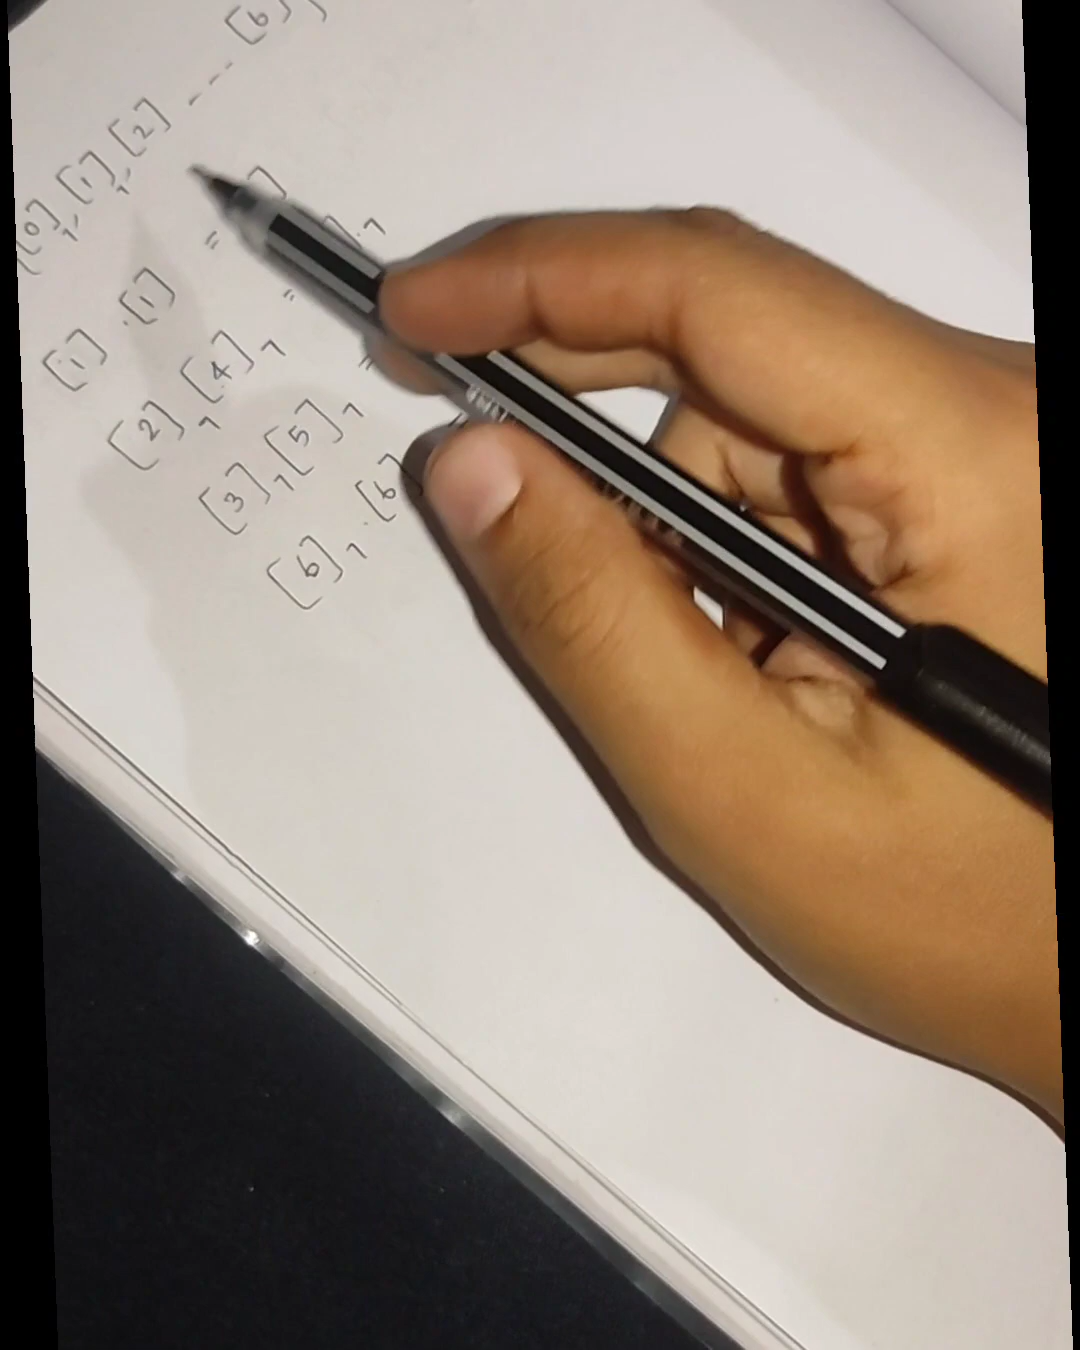 {[0]₇, [1]₇, [2] --- [6]
[1] . [1] = ]
[2]₇ [4]₇ = ]₇
[3]₇ [5]₇ =
[6]₇ . [6] =